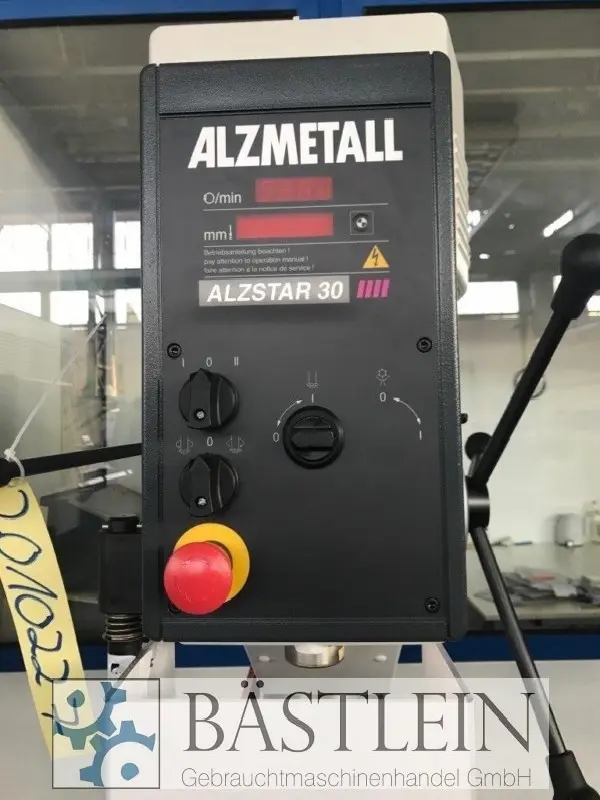 ALZMETALL
/min
mm
Betriebsanleitung beachten !
pay attention to operation manual !
faire attention à la notice de service !
ALZSTAR 30
I 0 II
I
0
0
I
0
201022
BÄSTLEIN
Gebrauchtmaschinenhandel GmbH